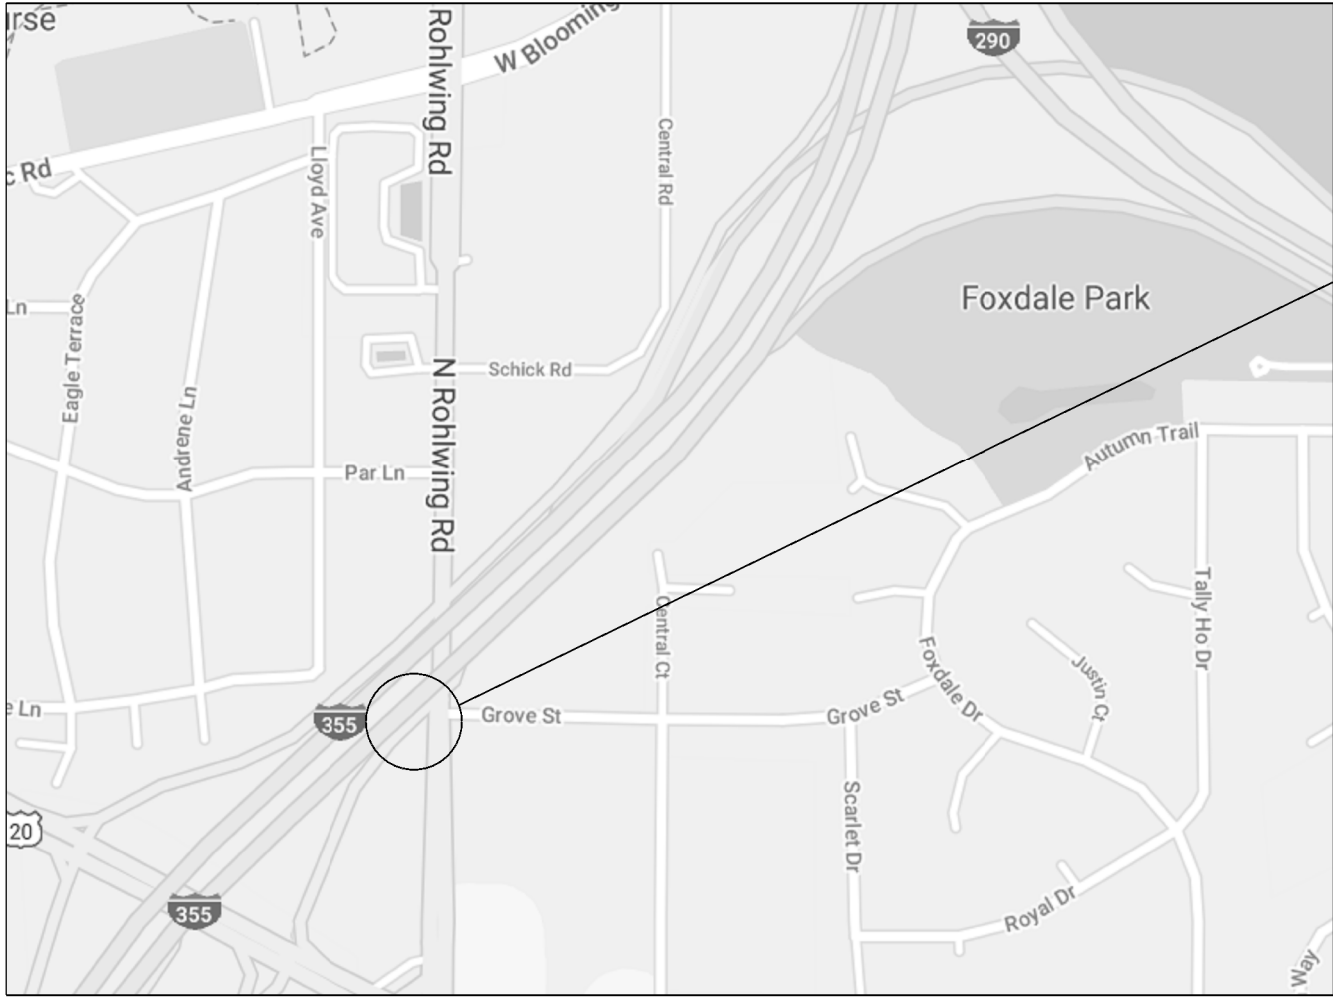 urse
Rohlwing Rd
W Blooming
290
c Rd
Lloyd Ave
Central Rd
Foxdale Park
Ln
Eagle Terrace
N Rohlwing Rd
Schick Rd
Andrene Ln
Par Ln
Autumn Trail
Central Ct
Tally Ho Dr
Foxdale Dr
Justin Ct
e Ln
355
Grove St
Grove St
Scarlet Dr
20
355
Royal Dr
Way